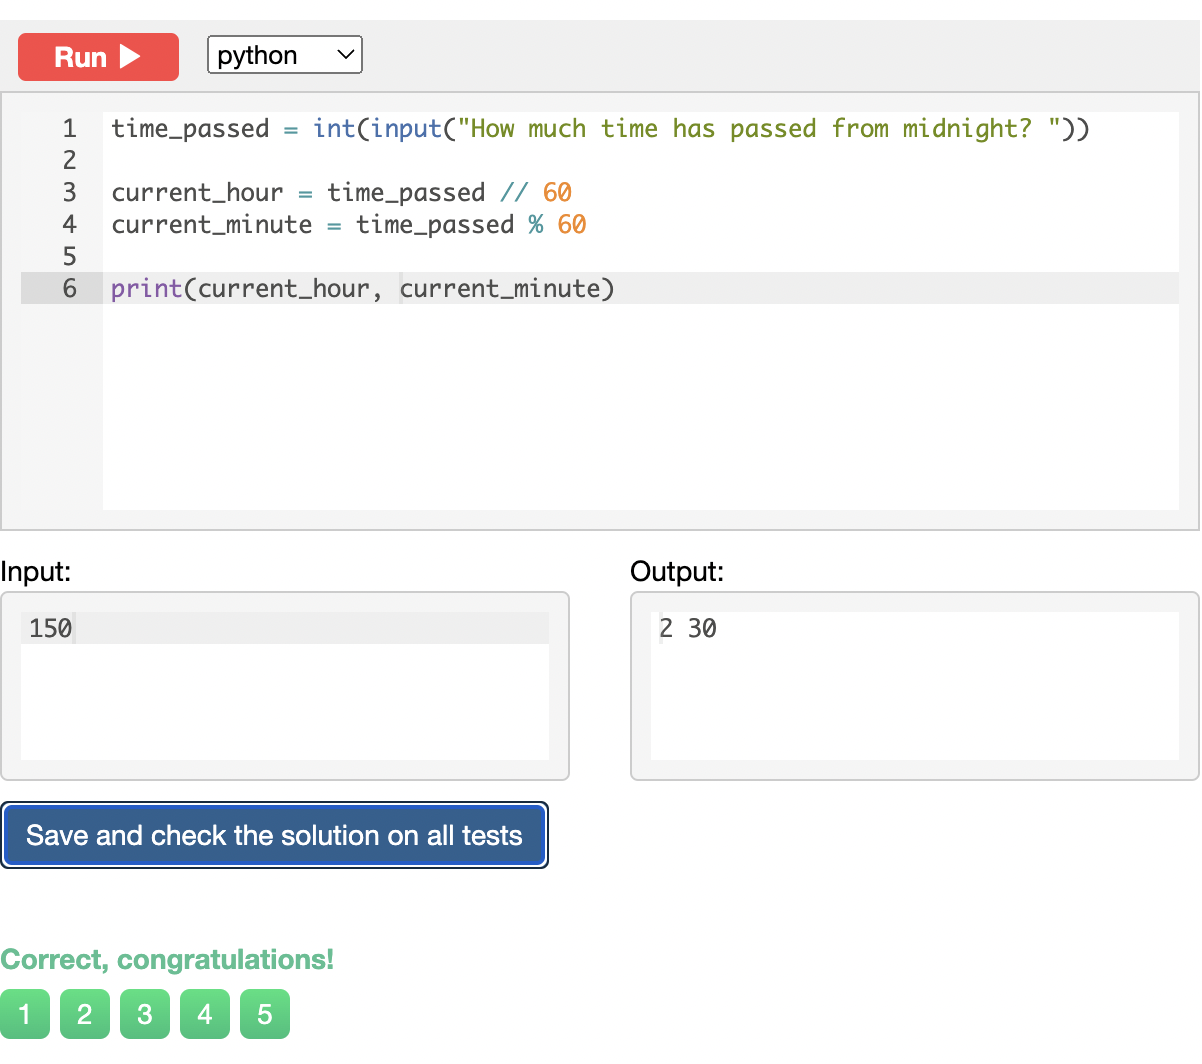 Run
python
1 time_passed = int(input("How much time has passed from midnight? "))
2
3 current_hour = time_passed // 60
4 current_minute = time_passed % 60
5
6 print(current_hour, current_minute)
Input:
150
Output:
2 30
Save and check the solution on all tests
Correct, congratulations!
1 2 3 4 5